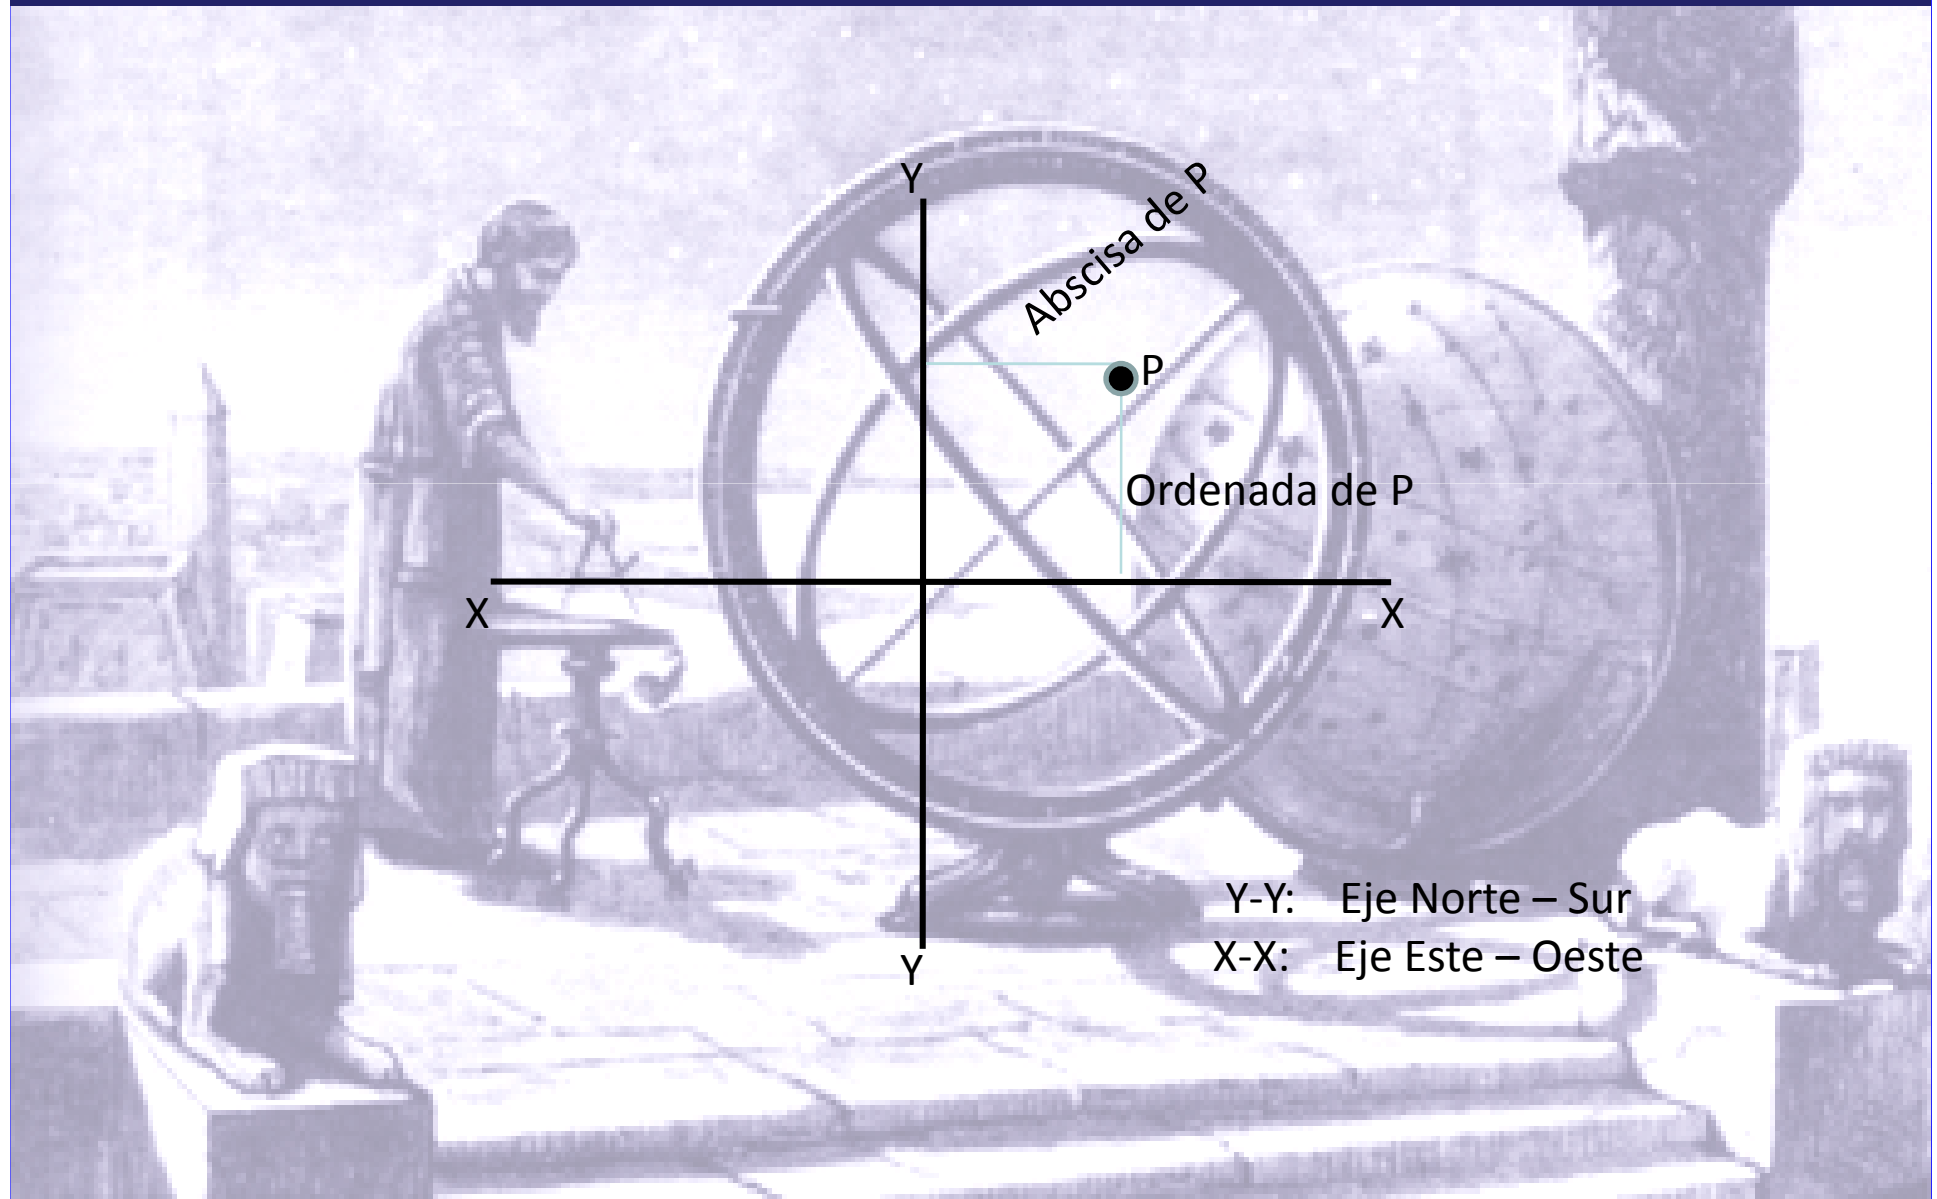 Y
Abscisa de P
P
Ordenada de P
X
X
Y-Y: Eje Norte – Sur
X-X: Eje Este – Oeste
Y